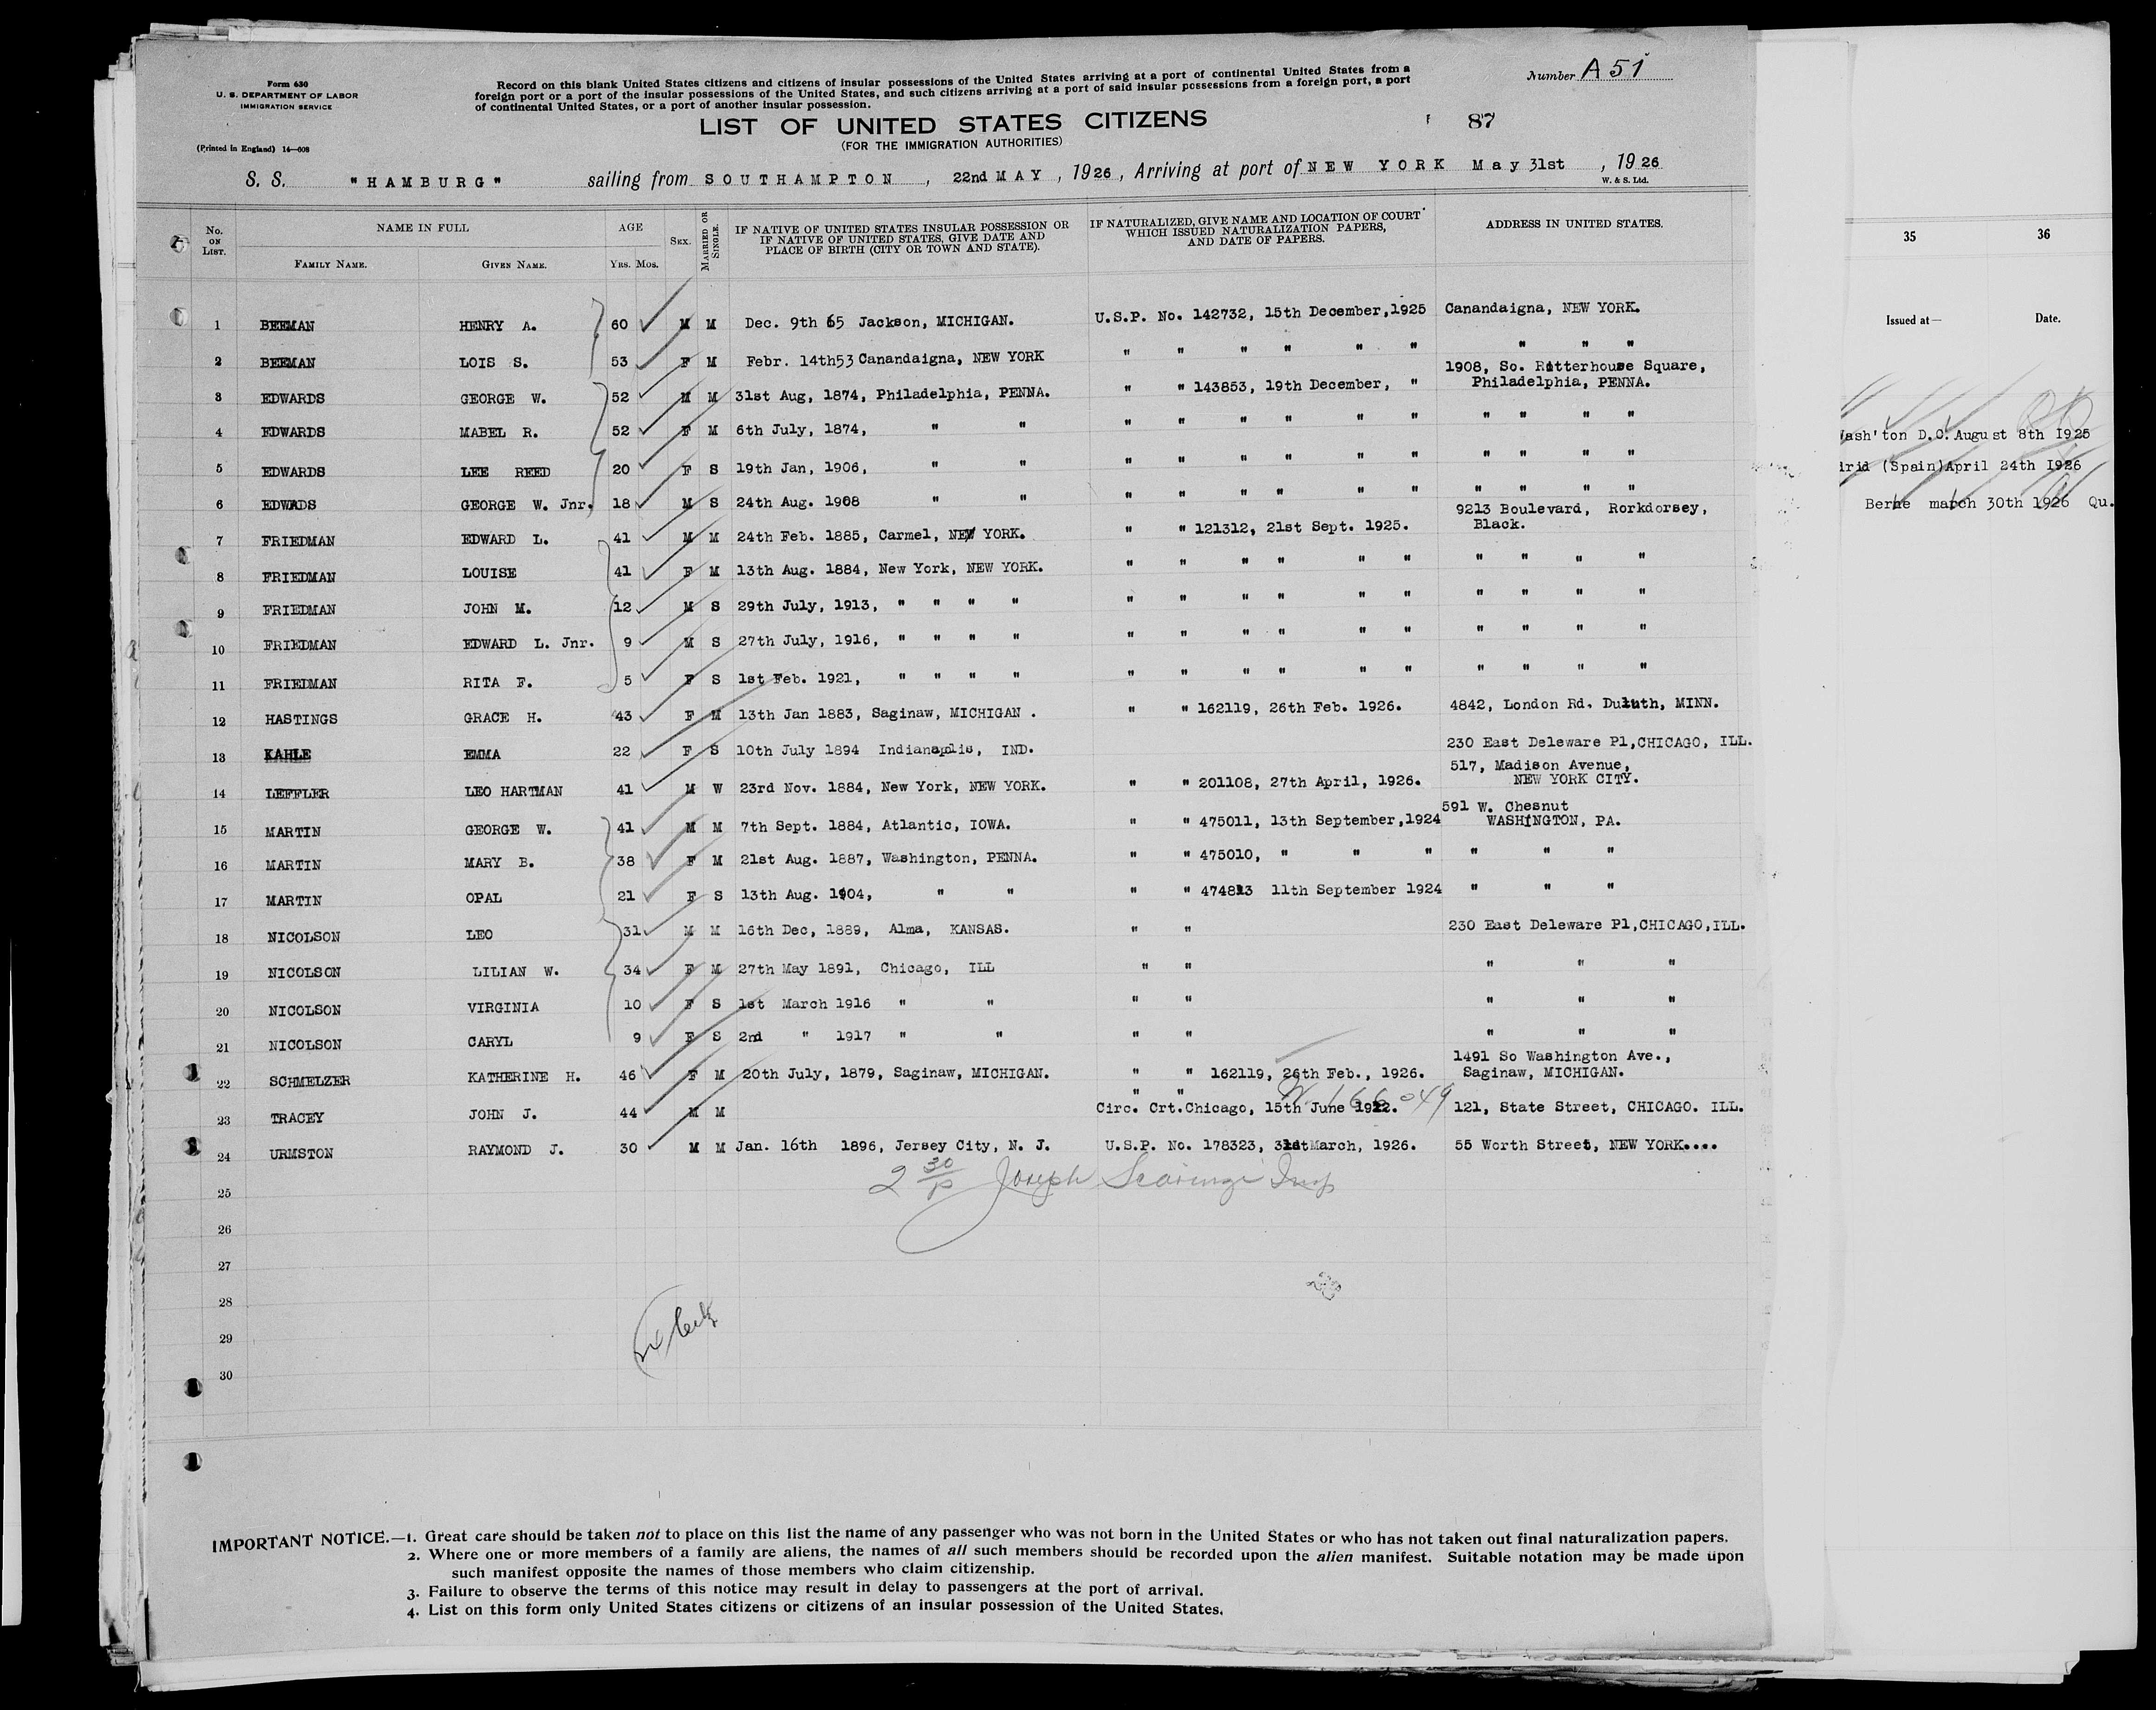 Form 630
U. S. DEPARTMENT OF LABOR
IMMIGRATION SERVICE
(Printed in England) 14—608
Record on this blank United States citizens and citizens of insular possessions of the United States arriving at a port of continental United States from a
foreign port or a port of the insular possessions of the United States, and such citizens arriving at a port of said insular possessions from a foreign port, a port
of continental United States, or a port of another insular possession.
Number A 51
LIST OF UNITED STATES CITIZENS
(FOR THE IMMIGRATION AUTHORITIES)
87
S. S. "HAMBURG" sailing from SOUTHAMPTON, 22nd MAY, 1926, Arriving at port of NEW YORK May 31st, 1926
W. & S. Ltd.
No. ON LIST. NAME IN FULL AGE SEX. MARRIED OR SINGLE. IF NATIVE OF UNITED STATES INSULAR POSSESSION OR IF NATIVE OF UNITED STATES, GIVE DATE AND PLACE OF BIRTH (CITY OR TOWN AND STATE). IF NATURALIZED, GIVE NAME AND LOCATION OF COURT WHICH ISSUED NATURALIZATION PAPERS, AND DATE OF PAPERS. ADDRESS IN UNITED STATES.
FAMILY NAME. GIVEN NAME. YRS. MOS.
1 BEEMAN HENRY A. 60 M M Dec. 9th 65 Jackson, MICHIGAN. U.S.P. No. 142732, 15th December,1925 Canandaigna, NEW YORK.
2 BEEMAN LOIS S. 53 F M Febr. 14th53 Canandaigna, NEW YORK " " " " " " " " "
3 EDWARDS GEORGE W. 52 M M 31st Aug, 1874, Philadelphia, PENNA. " " 143853, 19th December, " 1908, So. Ritterhouse Square, Philadelphia, PENNA.
4 EDWARDS MABEL R. 52 F M 6th July, 1874, " " " " " " " " " " " "
5 EDWARDS LEE REED 20 F S 19th Jan, 1906, " " " " " " " " " " " "
6 EDWADS GEORGE W. Jnr. 18 M S 24th Aug. 1908 " " " " " " " " " " " "
7 FRIEDMAN EDWARD L. 41 M M 24th Feb. 1885, Carmel, NEW YORK. " " 121312, 21st Sept. 1925. 9213 Boulevard, Rorkdorsey, Black.
8 FRIEDMAN LOUISE 41 F M 13th Aug. 1884, New York, NEW YORK. " " " " " " " " " "
9 FRIEDMAN JOHN M. 12 M S 29th July, 1913, " " " " " " " " " " " " " "
10 FRIEDMAN EDWARD L. Jnr. 9 M S 27th July, 1916, " " " " " " " " " " " " " "
11 FRIEDMAN RITA F. 5 F S 1st Feb. 1921, " " " " " " " " " " " " " "
12 HASTINGS GRACE H. 43 F M 13th Jan 1883, Saginaw, MICHIGAN . " " 162119, 26th Feb. 1926. 4842, London Rd. Duluth, MINN.
13 KAHLE EMMA 22 F S 10th July 1894 Indianaplis, IND. 230 East Deleware Pl,CHICAGO, ILL.
14 LEFFLER LEO HARTMAN 41 M W 23rd Nov. 1884, New York, NEW YORK. " " 201108, 27th April, 1926. 517, Madison Avenue, NEW YORK CITY.
15 MARTIN GEORGE W. 41 M M 7th Sept. 1884, Atlantic, IOWA. " " 475011, 13th September,1924 591 W. Chesnut WASHINGTON, PA.
16 MARTIN MARY B. 38 F M 21st Aug. 1887, Washington, PENNA. " " 475010, " " " " " "
17 MARTIN OPAL 21 F S 13th Aug. 1904, " " " " 11th September 1924 " " "
18 NICOLSON LEO 31 M M 16th Dec, 1889, Alma, KANSAS. " " 230 East Deleware Pl,CHICAGO,ILL.
19 NICOLSON LILIAN W. 34 F M 27th May 1891, Chicago, ILL " " " " "
20 NICOLSON VIRGINIA 10 F S 1st March 1916 " " " " " " "
21 NICOLSON CARYL 9 F S 2nd " 1917 " " " " " " "
22 SCHMELZER KATHERINE H. 46 F M 20th July, 1879, Saginaw, MICHIGAN. " " 162119, 26th Feb., 1926. 1491 So Washington Ave., Saginaw, MICHIGAN.
" " 166049
23 TRACEY JOHN J. 44 M M Circ. Crt.Chicago, 15th June 1922. 121, State Street, CHICAGO. ILL.
24 URMSTON RAYMOND J. 30 M M Jan. 16th 1896, Jersey City, N. J. U.S.P. No. 178323, 31st March, 1926. 55 Worth Street, NEW YORK....
25 2 30/P Joseph Insp
26
27
28
29
30
IMPORTANT NOTICE.—1. Great care should be taken not to place on this list the name of any passenger who was not born in the United States or who has not taken out final naturalization papers.
2. Where one or more members of a family are aliens, the names of all such members should be recorded upon the alien manifest. Suitable notation may be made upon
such manifest opposite the names of those members who claim citizenship.
3. Failure to observe the terms of this notice may result in delay to passengers at the port of arrival.
4. List on this form only United States citizens or citizens of an insular possession of the United States.
35 36
Issued at— Date.
ash'ton D.C. August 8th 1925
rid (Spain) April 24th 1926
Berne march 30th 1926 Qu.